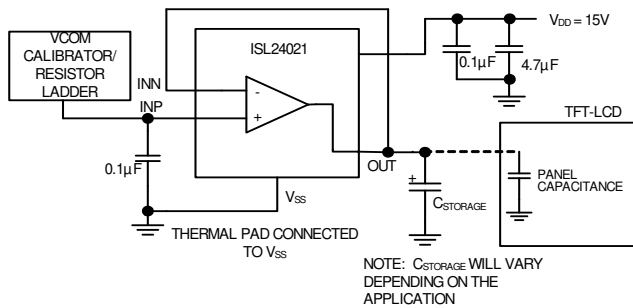 VCOM
CALIBRATOR/
RESISTOR
LADDER
ISL24021
VDD = 15V
0.1µF
4.7µF
INN
INP
-
+
TFT-LCD
0.1µF
OUT
+
PANEL
CAPACITANCE
VSS
CSTORAGE
THERMAL PAD CONNECTED
TO VSS
NOTE: CSTORAGE WILL VARY
DEPENDING ON THE
APPLICATION